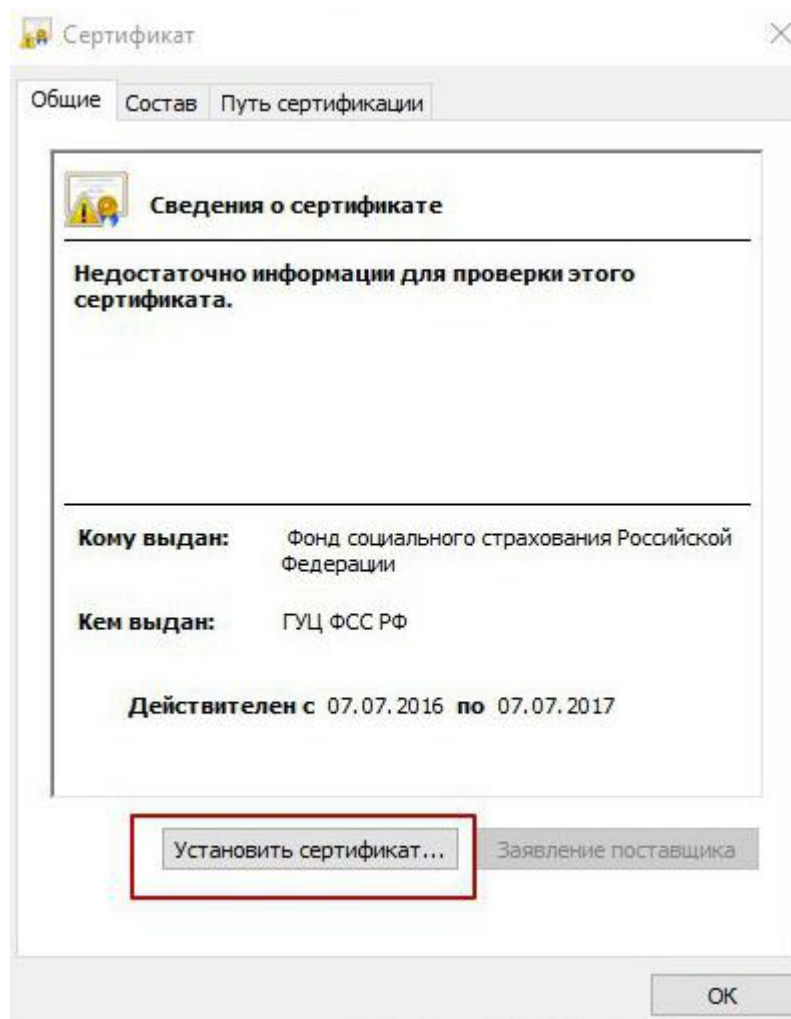 Сертификат
Общие Состав Путь сертификации
Сведения о сертификате
Недостаточно информации для проверки этого
сертификата.
Кому выдан: Фонд социального страхования Российской
Федерации
Кем выдан: ГУЦ ФСС РФ
Действителен с 07.07.2016 по 07.07.2017
Установить сертификат... Заявление поставщика
ОК